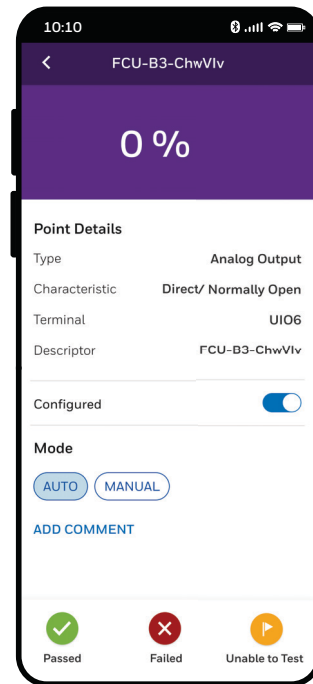 10:10
FCU-B3-ChwVlv
0 %
Point Details
Type Analog Output
Characteristic Direct/ Normally Open
Terminal UIO6
Descriptor FCU-B3-ChwVlv
Configured
Mode
AUTO MANUAL
ADD COMMENT
Passed Failed Unable to Test